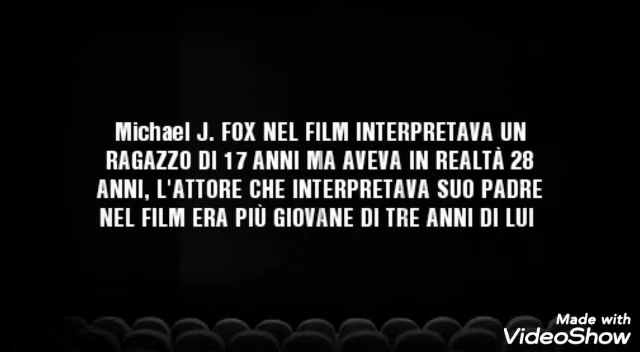 Michael J. FOX NEL FILM INTERPRETAVA UN
RAGAZZO DI 17 ANNI MA AVEVA IN REALTÀ 28
ANNI, L'ATTORE CHE INTERPRETAVA SUO PADRE
NEL FILM ERA PIÙ GIOVANE DI TRE ANNI DI LUI
Made with
VideoShow